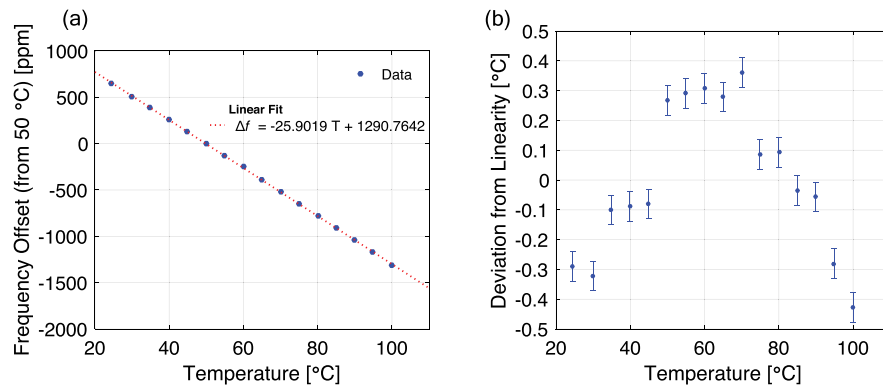 (a)
Frequency Offset (from 50 °C) [ppm]
1000
500
0
-500
-1000
-1500
-2000
Data
Linear Fit
Δf = -25.9019 T + 1290.7642
20 40 60 80 100
Temperature [°C]
(b)
Deviation from Linearity [°C]
0.5
0.4
0.3
0.2
0.1
0
-0.1
-0.2
-0.3
-0.4
-0.5
20 40 60 80 100
Temperature [°C]